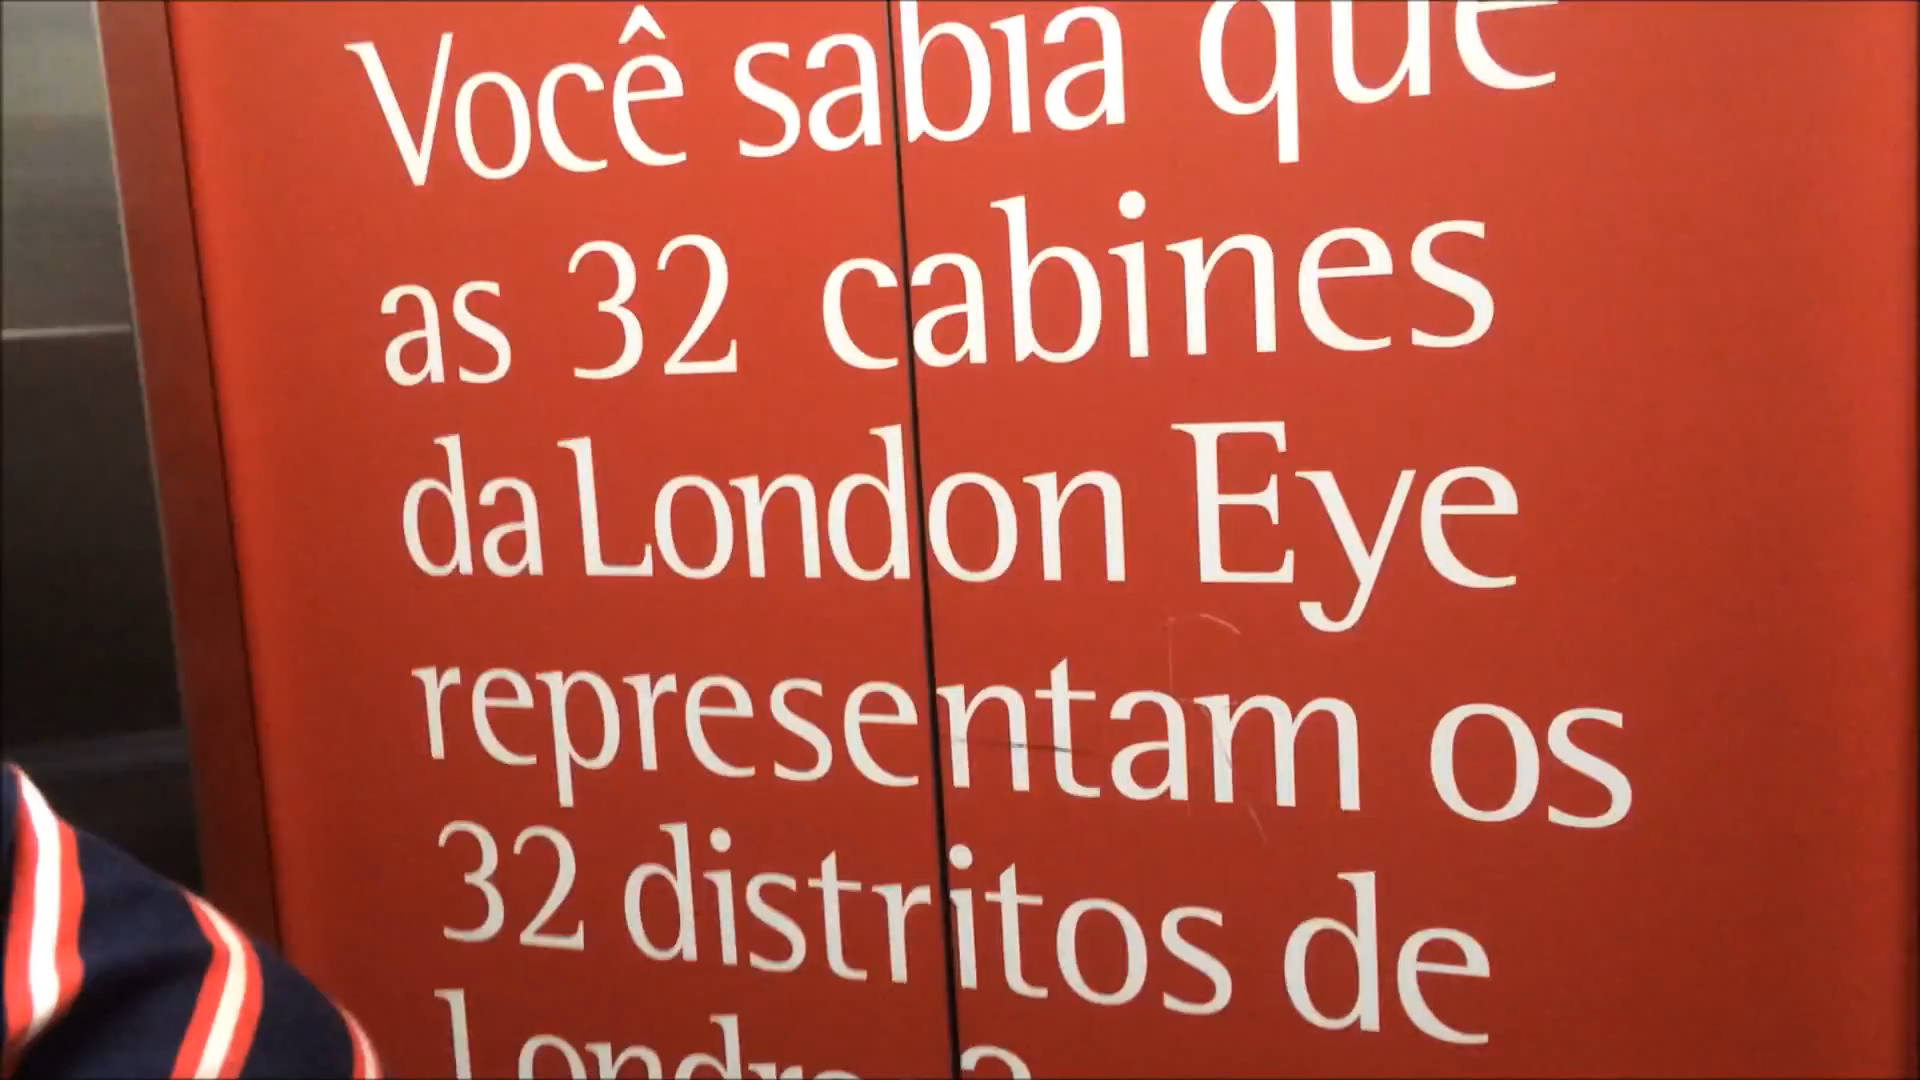 Você sabia que
as 32 cabines
da London Eye
representam os
32 distritos de